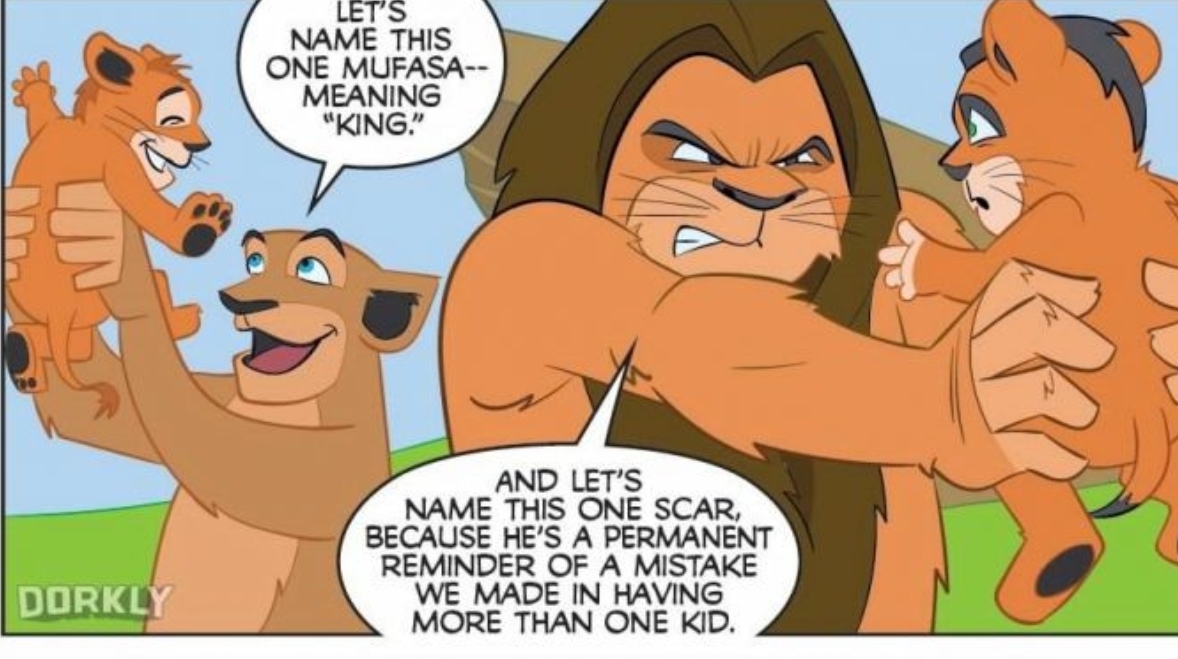 LET'S
NAME THIS
ONE MUFASA--
MEANING
"KING."
AND LET'S
NAME THIS ONE SCAR,
BECAUSE HE'S A PERMANENT
REMINDER OF A MISTAKE
WE MADE IN HAVING
MORE THAN ONE KID.
DORKLY